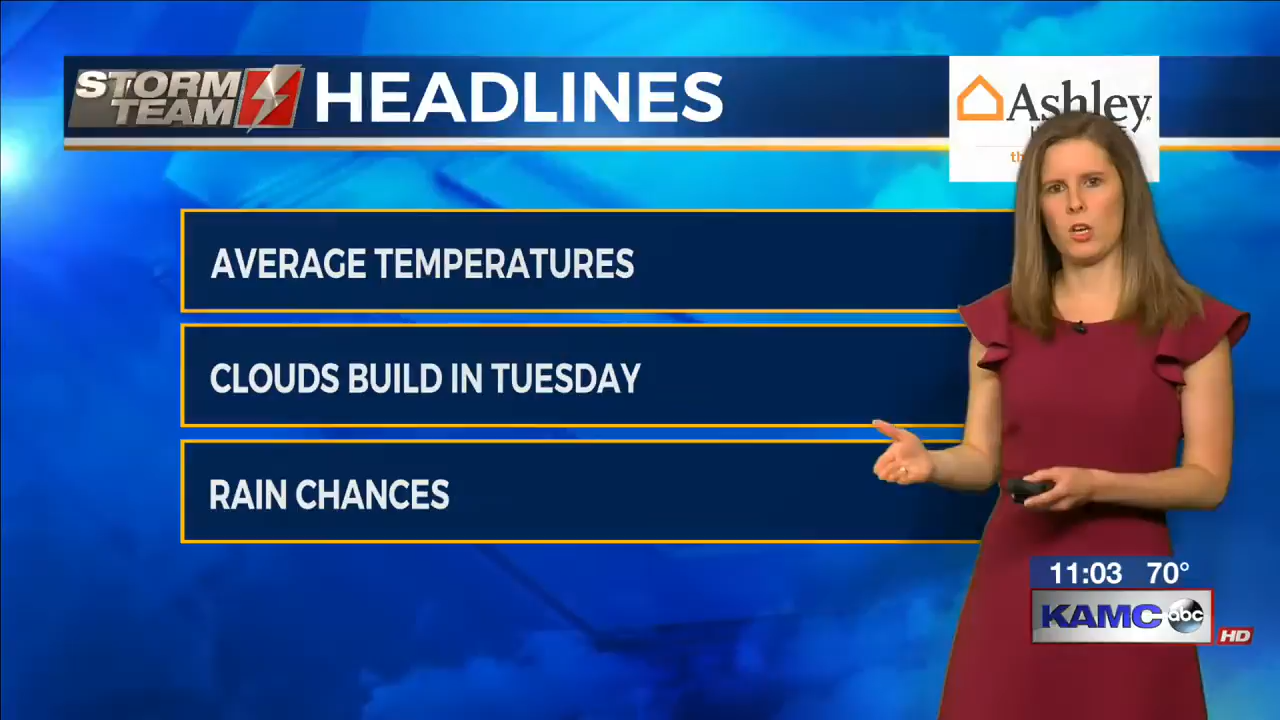 STORM TEAM HEADLINES
Ashley
AVERAGE TEMPERATURES
CLOUDS BUILD IN TUESDAY
RAIN CHANCES
11:03 70°
KAMC abc
HD